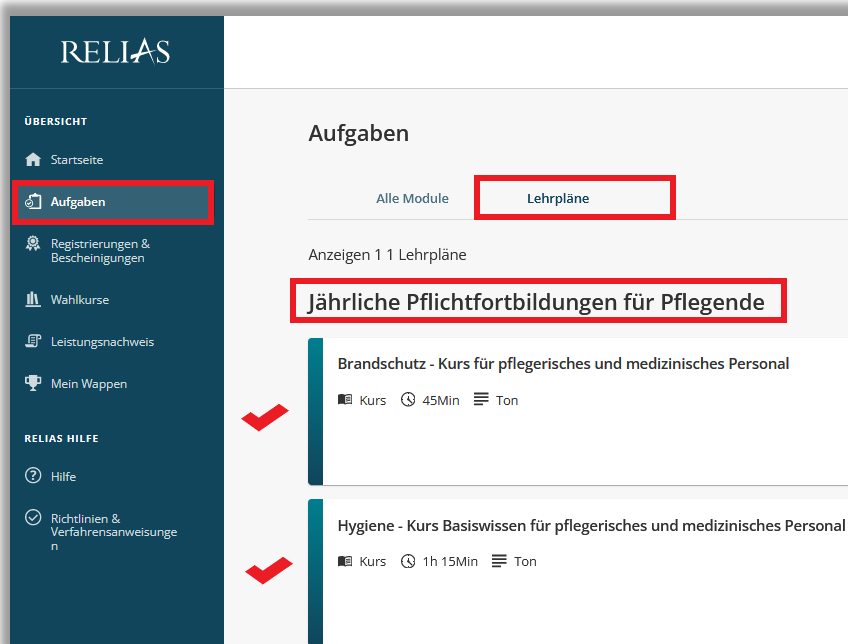 RELIAS
ÜBERSICHT
Startseite
Aufgaben
Registrierungen &
Bescheinigungen
Wahlkurse
Leistungsnachweis
Mein Wappen
RELIAS HILFE
Hilfe
Richtlinien &
Verfahrensanweisunge
n
Aufgaben
Alle Module
Lehrpläne
Anzeigen 1 1 Lehrpläne
Jährliche Pflichtfortbildungen für Pflegende
Brandschutz - Kurs für pflegerisches und medizinisches Personal
Kurs 45Min Ton
Hygiene - Kurs Basiswissen für pflegerisches und medizinisches Personal
Kurs 1h 15Min Ton